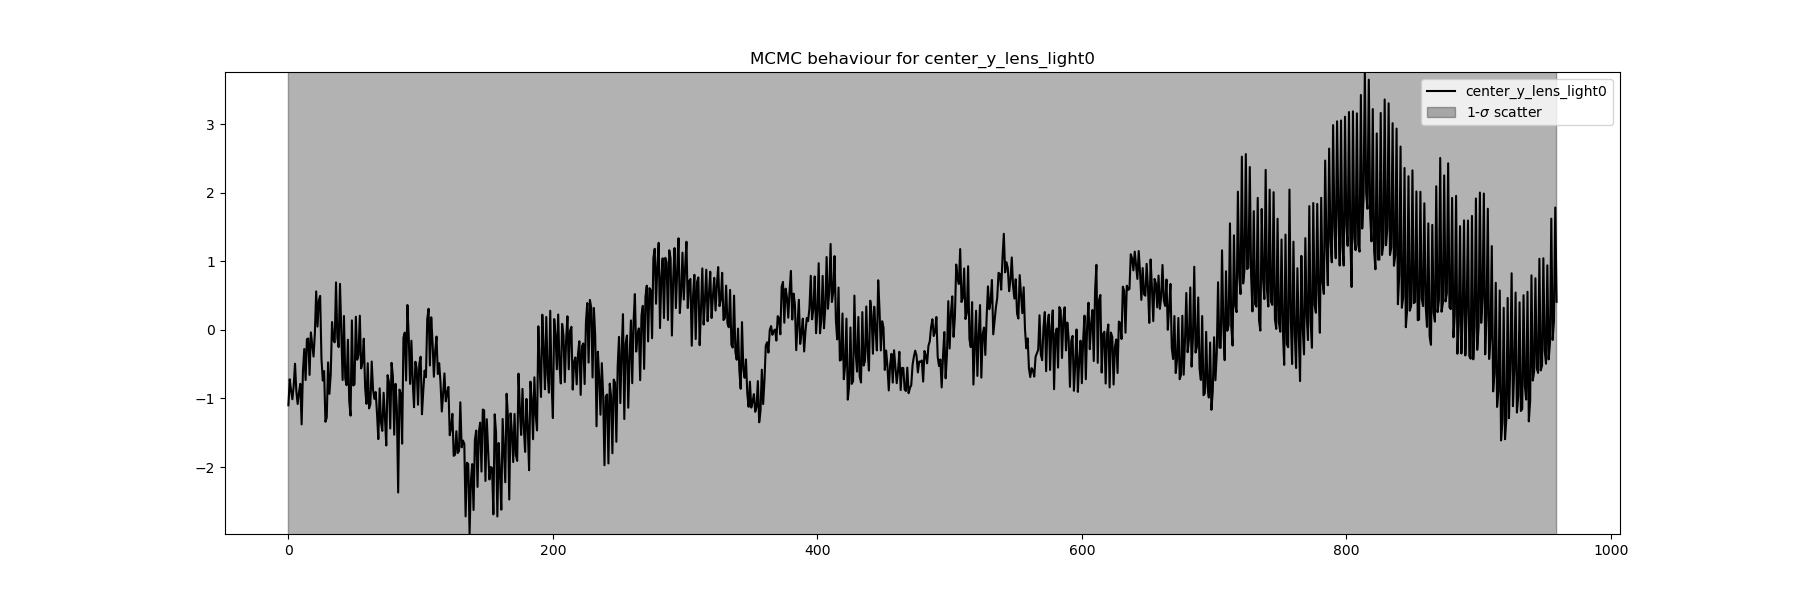 MCMC behaviour for center_y_lens_light0
center_y_lens_light0
1-σ scatter
3
2
1
0
−1
−2
0 200 400 600 800 1000